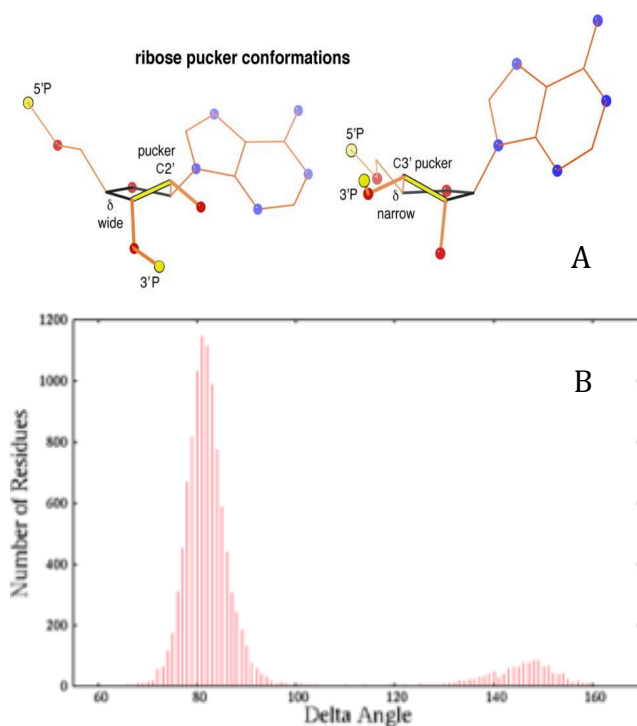 ribose pucker conformations
5'P
pucker
C2'
δ
wide
3'P
5'P
C3' pucker
3'P
δ
narrow
A
B
1200
1000
800
600
400
200
0
60
80
100
120
140
160
Number of Residues
Delta Angle